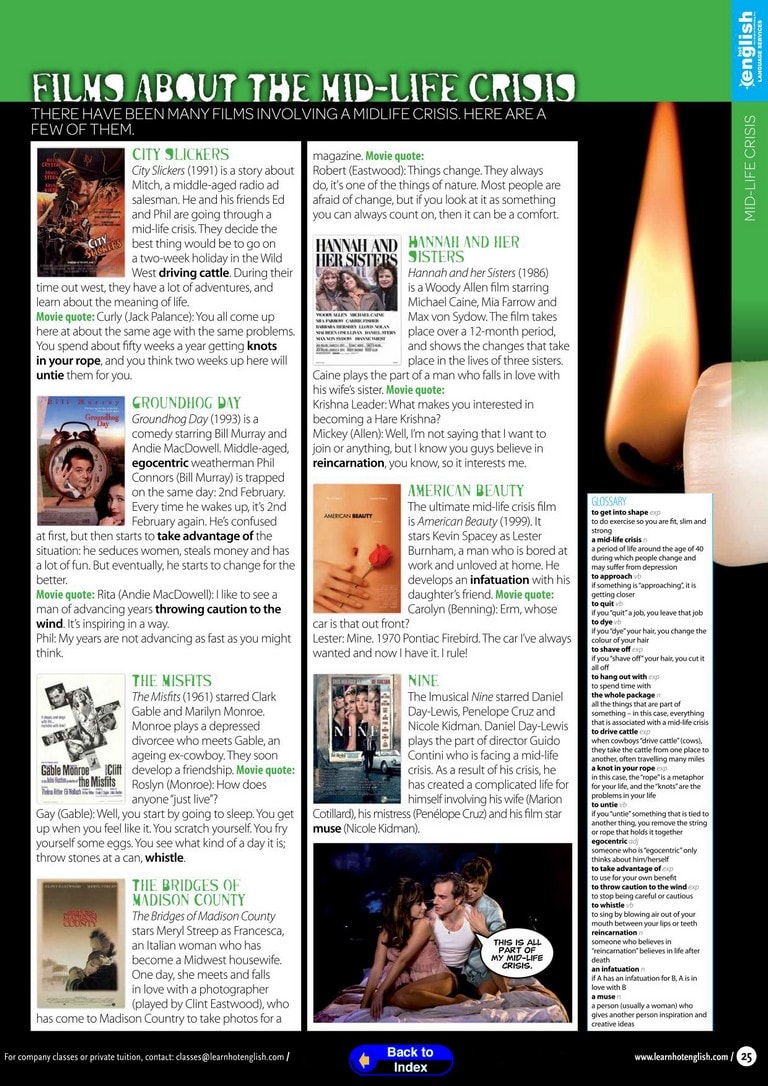 hot
english
LANGUAGE SERVICES
MID-LIFE CRISIS
FILMS ABOUT THE MID-LIFE CRISIS
THERE HAVE BEEN MANY FILMS INVOLVING A MIDLIFE CRISIS. HERE ARE A
FEW OF THEM.
CITY SLICKERS
City Slickers (1991) is a story about
Mitch, a middle-aged radio ad
salesman. He and his friends Ed
and Phil are going through a
mid-life crisis. They decide the
best thing would be to go on
a two-week holiday in the Wild
West driving cattle. During their
time out west, they have a lot of adventures, and
learn about the meaning of life.
Movie quote: Curly (Jack Palance): You all come up
here at about the same age with the same problems.
You spend about fifty weeks a year getting knots
in your rope, and you think two weeks up here will
untie them for you.
CITY
SLICKERS
GROUNDHOG DAY
Groundhog Day (1993) is a
comedy starring Bill Murray and
Andie MacDowell. Middle-aged,
egocentric weatherman Phil
Connors (Bill Murray) is trapped
on the same day: 2nd February.
Every time he wakes up, it's 2nd
February again. He's confused
at first, but then starts to take advantage of the
situation: he seduces women, steals money and has
a lot of fun. But eventually, he starts to change for the
better.
Movie quote: Rita (Andie MacDowell): I like to see a
man of advancing years throwing caution to the
wind. It's inspiring in a way.
Phil: My years are not advancing as fast as you might
think.
Bill Murray
Groundhog
Day
THE MISFITS
The Misfits (1961) starred Clark
Gable and Marilyn Monroe.
Monroe plays a depressed
divorcee who meets Gable, an
ageing ex-cowboy. They soon
develop a friendship. Movie quote:
Roslyn (Monroe): How does
anyone "just live"?
Gay (Gable): Well, you start by going to sleep. You get
up when you feel like it. You scratch yourself. You fry
yourself some eggs. You see what kind of a day it is;
throw stones at a can, whistle.
Gable Monroe Clift
the Misfits
THE BRIDGES OF
MADISON COUNTY
The Bridges of Madison County
stars Meryl Streep as Francesca,
an Italian woman who has
become a Midwest housewife.
One day, she meets and falls
in love with a photographer
(played by Clint Eastwood), who
has come to Madison Country to take photos for a
magazine. Movie quote:
Robert (Eastwood): Things change. They always
do, it's one of the things of nature. Most people are
afraid of change, but if you look at it as something
you can always count on, then it can be a comfort.
HANNAH AND HER
SISTERS
Hannah and her Sisters (1986)
is a Woody Allen film starring
Michael Caine, Mia Farrow and
Max von Sydow. The film takes
place over a 12-month period,
and shows the changes that take
place in the lives of three sisters.
Caine plays the part of a man who falls in love with
his wife's sister. Movie quote:
Krishna Leader: What makes you interested in
becoming a Hare Krishna?
Mickey (Allen): Well, I'm not saying that I want to
join or anything, but I know you guys believe in
reincarnation, you know, so it interests me.
HANNAH AND
HER SISTERS
WOODY ALLEN MICHAEL CAINE
MIA FARROW CARRIE FISHER
BARBARA HERSHEY LLOYD NOLAN
MAUREEN O'SULLIVAN DANIEL STERN
MAX VON SYDOW DIANNE WIEST
AMERICAN BEAUTY
The ultimate mid-life crisis film
is American Beauty (1999). It
stars Kevin Spacey as Lester
Burnham, a man who is bored at
work and unloved at home. He
develops an infatuation with his
daughter's friend. Movie quote:
Carolyn (Benning): Erm, whose
car is that out front?
Lester: Mine. 1970 Pontiac Firebird. The car I've always
wanted and now I have it. I rule!
AMERICAN BEAUTY
NINE
The lmusical Nine starred Daniel
Day-Lewis, Penelope Cruz and
Nicole Kidman. Daniel Day-Lewis
plays the part of director Guido
Contini who is facing a mid-life
crisis. As a result of his crisis, he
has created a complicated life for
himself involving his wife (Marion
Cotillard), his mistress (Penélope Cruz) and his film star
muse (Nicole Kidman).
NINE
THIS IS ALL
PART OF
MY MID-LIFE
CRISIS.
GLOSSARY
to get into shape exp
to do exercise so you are fit, slim and
strong
a mid-life crisis n
a period of life around the age of 40
during which people change and
may suffer from depression
to approach vb
if something is "approaching", it is
getting closer
to quit vb
if you "quit" a job, you leave that job
to dye vb
if you "dye" your hair, you change the
colour of your hair
to shave off exp
if you "shave off" your hair, you cut it
all off
to hang out with exp
to spend time with
the whole package n
all the things that are part of
something – in this case, everything
that is associated with a mid-life crisis
to drive cattle exp
when cowboys "drive cattle" (cows),
they take the cattle from one place to
another, often travelling many miles
a knot in your rope exp
in this case, the "rope" is a metaphor
for your life, and the "knots" are the
problems in your life
to untie vb
if you "untie" something that is tied to
another thing, you remove the string
or rope that holds it together
egocentric adj
someone who is "egocentric" only
thinks about him/herself
to take advantage of exp
to use for your own benefit
to throw caution to the wind exp
to stop being careful or cautious
to whistle vb
to sing by blowing air out of your
mouth between your lips or teeth
reincarnation n
someone who believes in
"reincarnation" believes in life after
death
an infatuation n
if A has an infatuation for B, A is in
love with B
a muse n
a person (usually a woman) who
gives another person inspiration and
creative ideas
For company classes or private tuition, contact: classes@learnhotenglish.com /
Back to
Index
www.learnhotenglish.com / 25